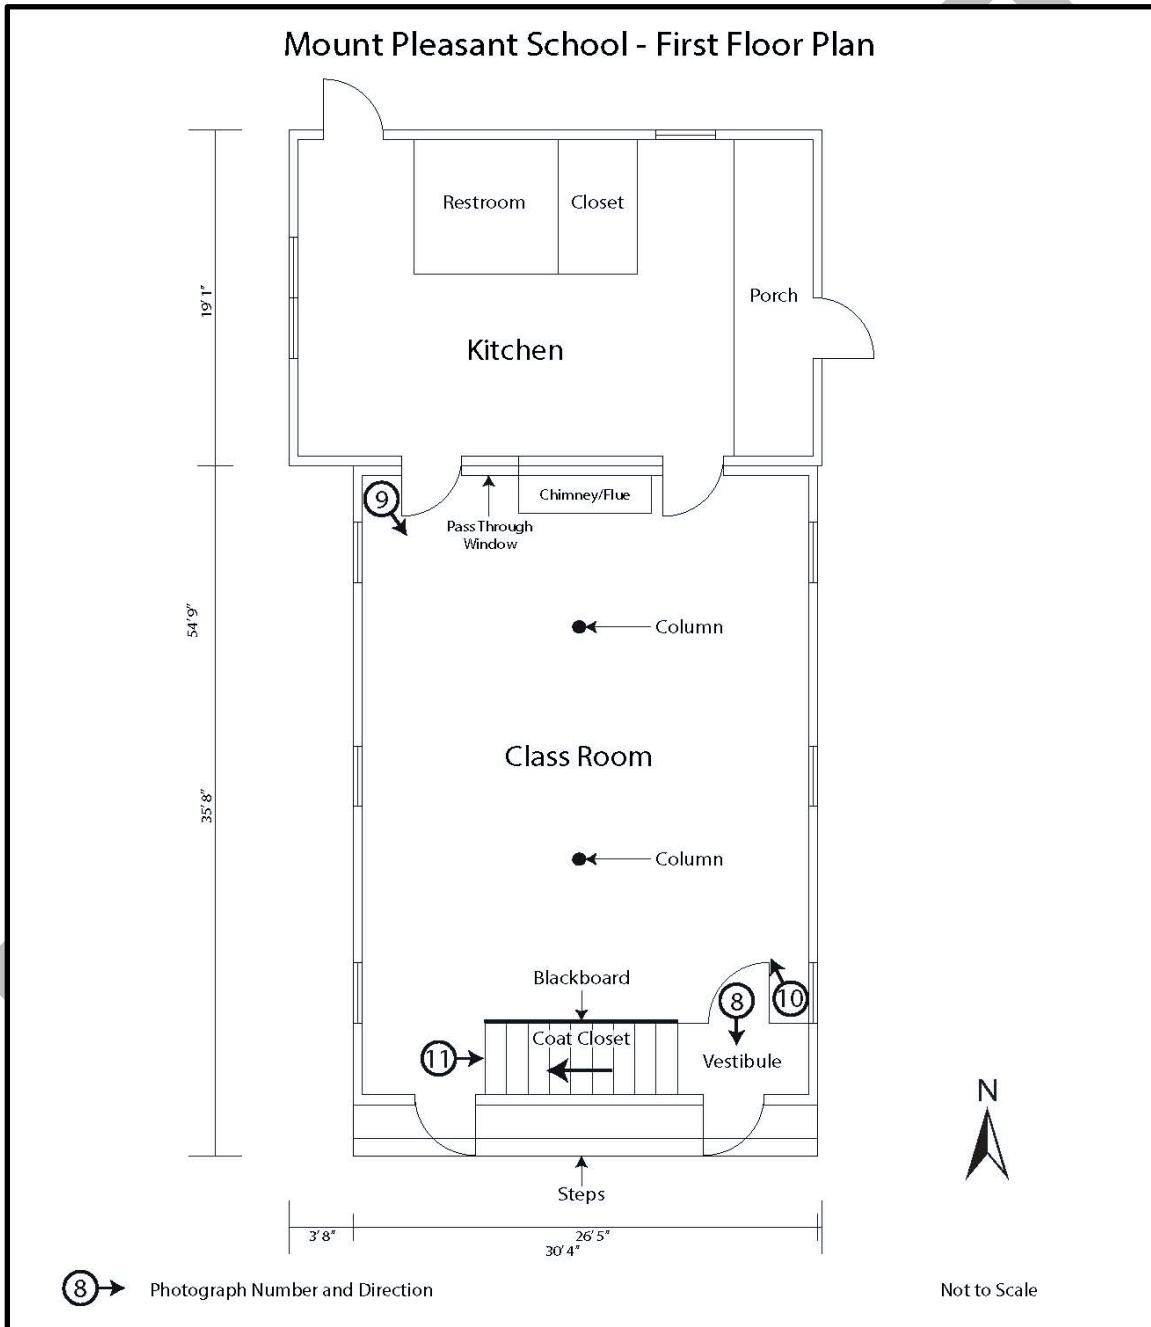 Mount Pleasant School - First Floor Plan
Restroom
Closet
Porch
19'1"
Kitchen
9
Chimney/Flue
Pass Through
Window
54'9"
Column
Class Room
35'8"
Column
Blackboard
8
10
Coat Closet
11
Vestibule
N
Steps
3'8"
26'5"
30'4"
8
Photograph Number and Direction
Not to Scale